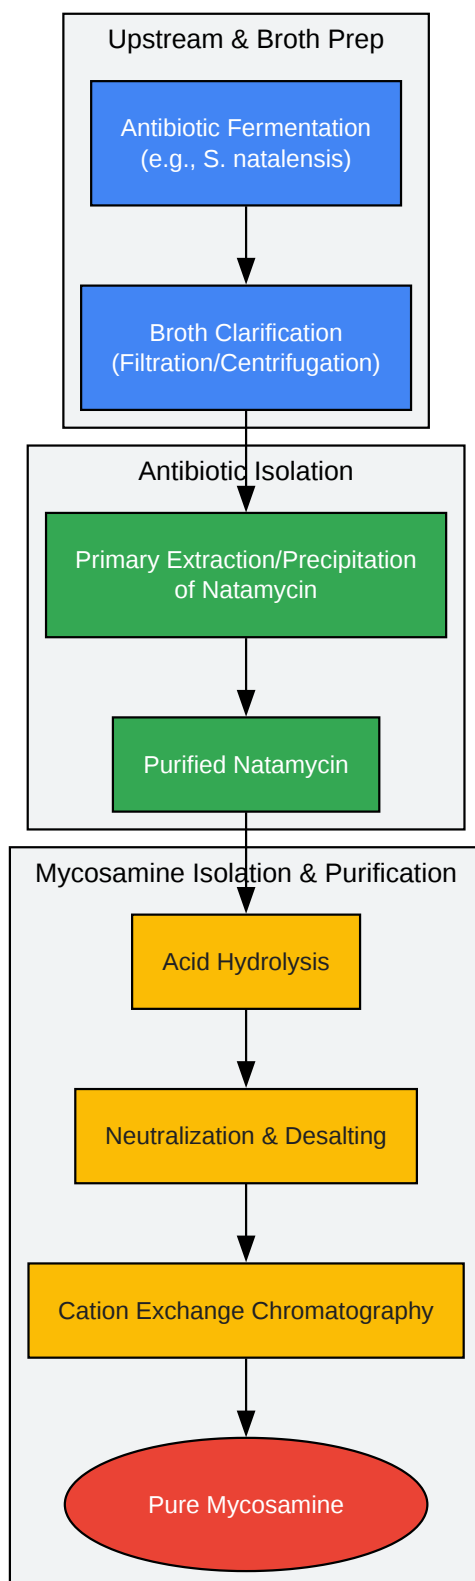 Upstream & Broth Prep
Antibiotic Fermentation
(e.g., S. natalensis)
Broth Clarification
(Filtration/Centrifugation)
Antibiotic Isolation
Primary Extraction/Precipitation
of Natamycin
Purified Natamycin
Mycosamine Isolation & Purification
Acid Hydrolysis
Neutralization & Desalting
Cation Exchange Chromatography
Pure Mycosamine